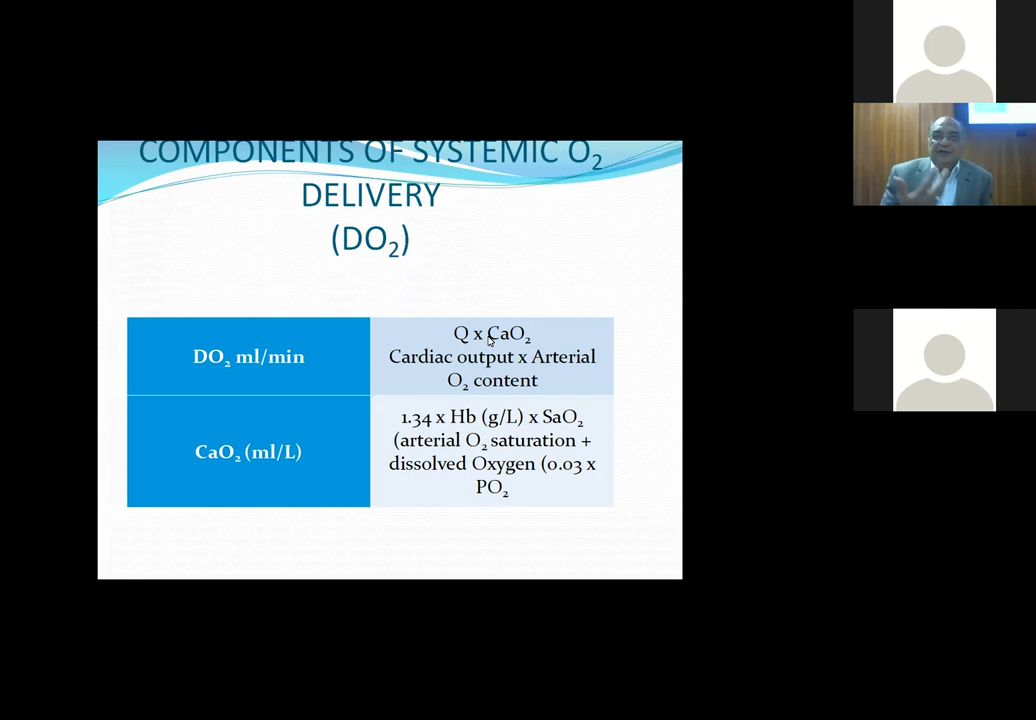 COMPONENTS OF SYSTEMIC O₂
DELIVERY
(DO₂)
DO₂ ml/min
Q x CaO₂
Cardiac output x Arterial
O₂ content
CaO₂ (ml/L)
1.34 x Hb (g/L) x SaO₂
(arterial O₂ saturation +
dissolved Oxygen (0.03 x
PO₂